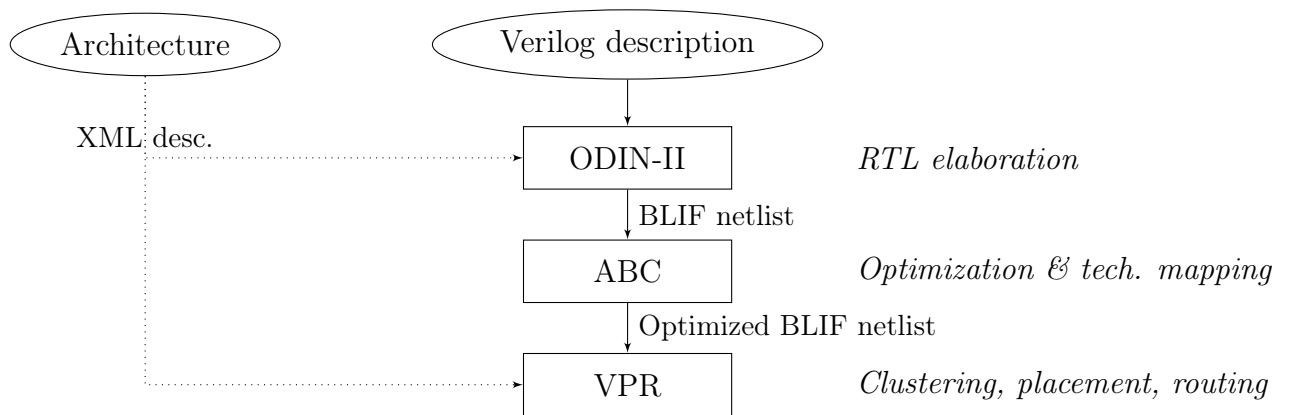 Architecture
Verilog description
XML desc.
ODIN-II
RTL elaboration
BLIF netlist
ABC
Optimization & tech. mapping
Optimized BLIF netlist
VPR
Clustering, placement, routing